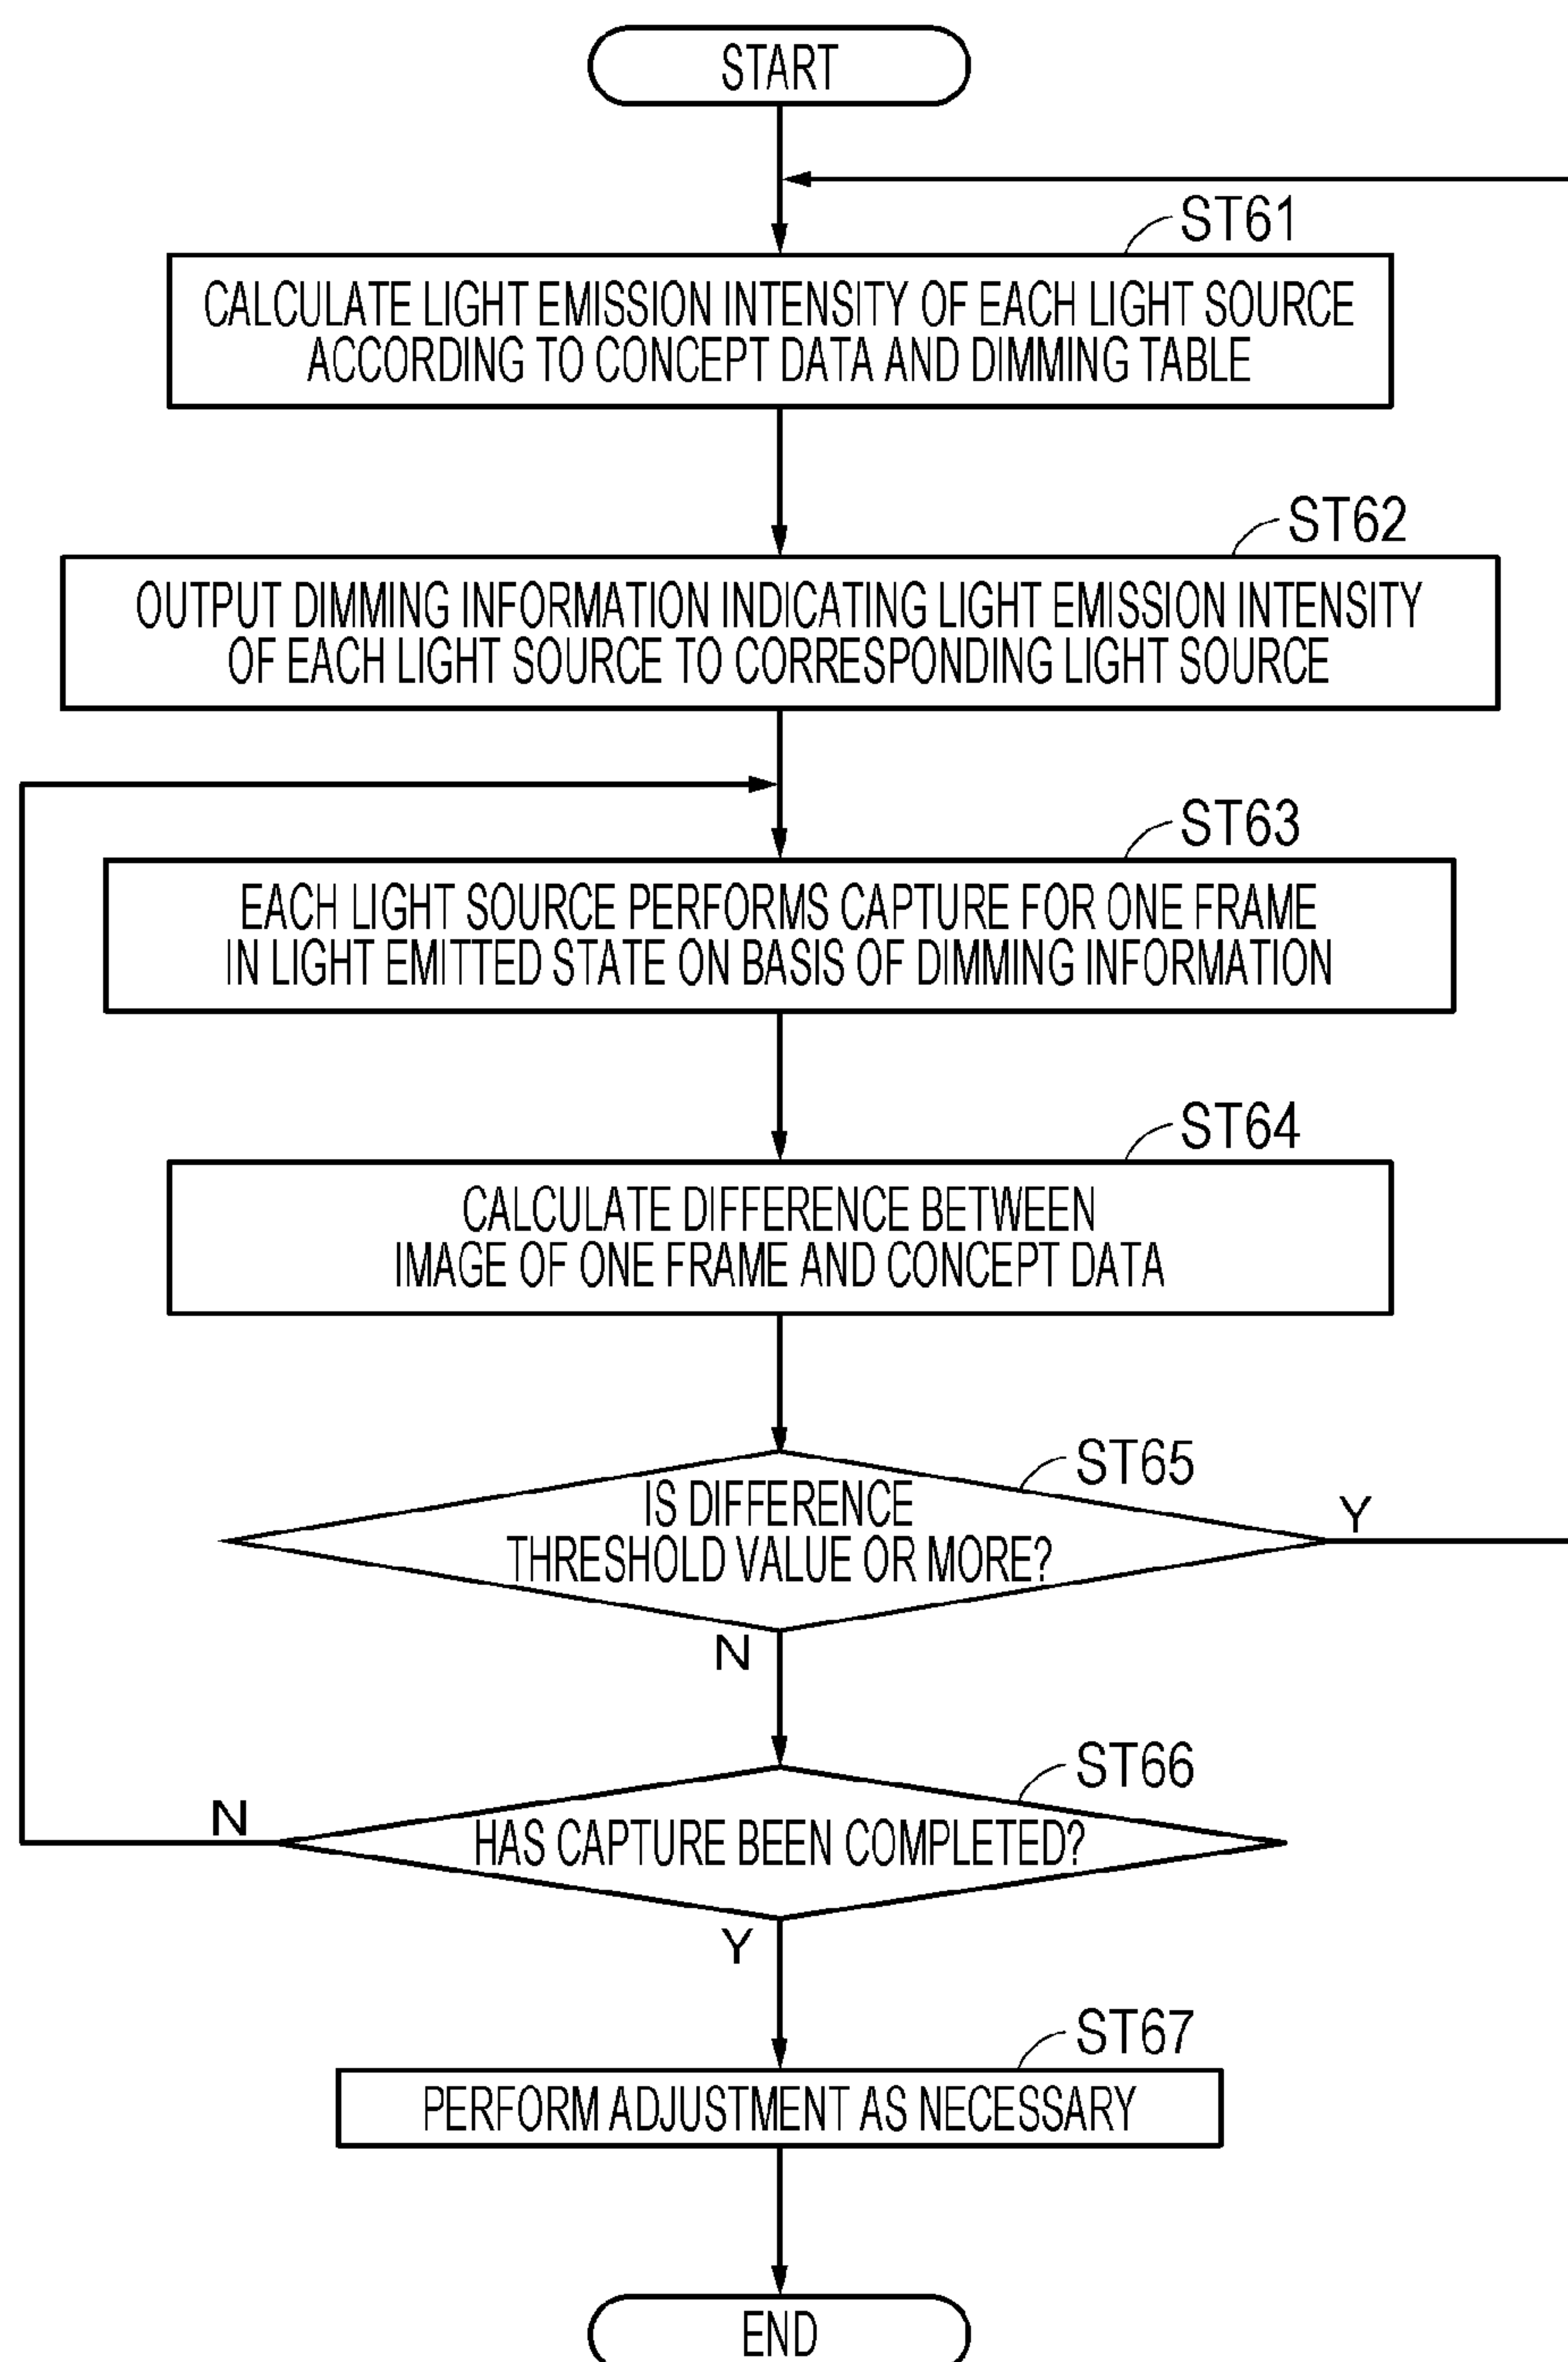 START
ST61
CALCULATE LIGHT EMISSION INTENSITY OF EACH LIGHT SOURCE
ACCORDING TO CONCEPT DATA AND DIMMING TABLE
ST62
OUTPUT DIMMING INFORMATION INDICATING LIGHT EMISSION INTENSITY
OF EACH LIGHT SOURCE TO CORRESPONDING LIGHT SOURCE
ST63
EACH LIGHT SOURCE PERFORMS CAPTURE FOR ONE FRAME
IN LIGHT EMITTED STATE ON BASIS OF DIMMING INFORMATION
ST64
CALCULATE DIFFERENCE BETWEEN
IMAGE OF ONE FRAME AND CONCEPT DATA
ST65
IS DIFFERENCE
THRESHOLD VALUE OR MORE?
Y
N
ST66
HAS CAPTURE BEEN COMPLETED?
N
Y
ST67
PERFORM ADJUSTMENT AS NECESSARY
END